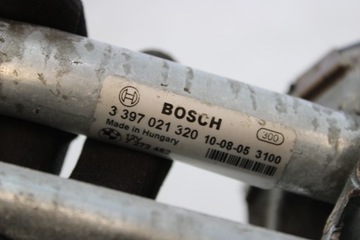 BOSCH 300
3 397 021 320 10-08-05 3100
Made in Hungary